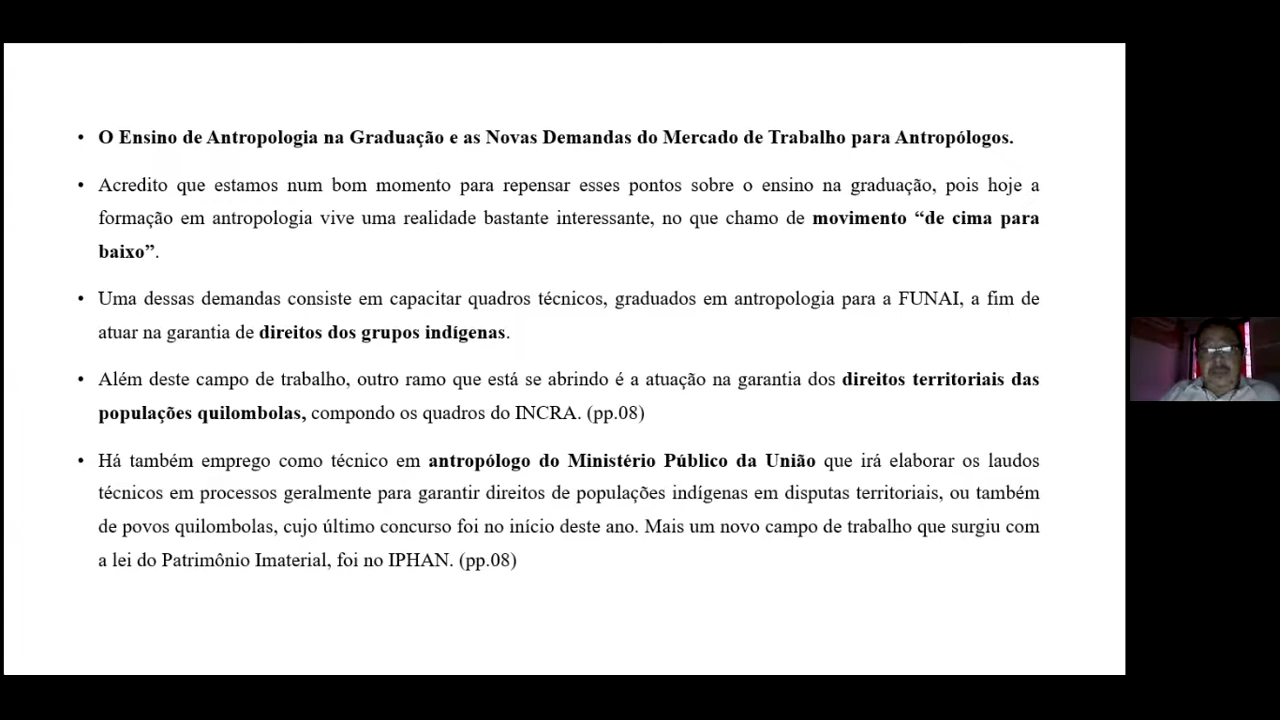 • O Ensino de Antropologia na Graduação e as Novas Demandas do Mercado de Trabalho para Antropólogos.
• Acredito que estamos num bom momento para repensar esses pontos sobre o ensino na graduação, pois hoje a
formação em antropologia vive uma realidade bastante interessante, no que chamo de movimento “de cima para
baixo”.
• Uma dessas demandas consiste em capacitar quadros técnicos, graduados em antropologia para a FUNAI, a fim de
atuar na garantia de direitos dos grupos indígenas.
• Além deste campo de trabalho, outro ramo que está se abrindo é a atuação na garantia dos direitos territoriais das
populações quilombolas, compondo os quadros do INCRA. (pp.08)
• Há também emprego como técnico em antropólogo do Ministério Público da União que irá elaborar os laudos
técnicos em processos geralmente para garantir direitos de populações indígenas em disputas territoriais, ou também
de povos quilombolas, cujo último concurso foi no início deste ano. Mais um novo campo de trabalho que surgiu com
a lei do Patrimônio Imaterial, foi no IPHAN. (pp.08)